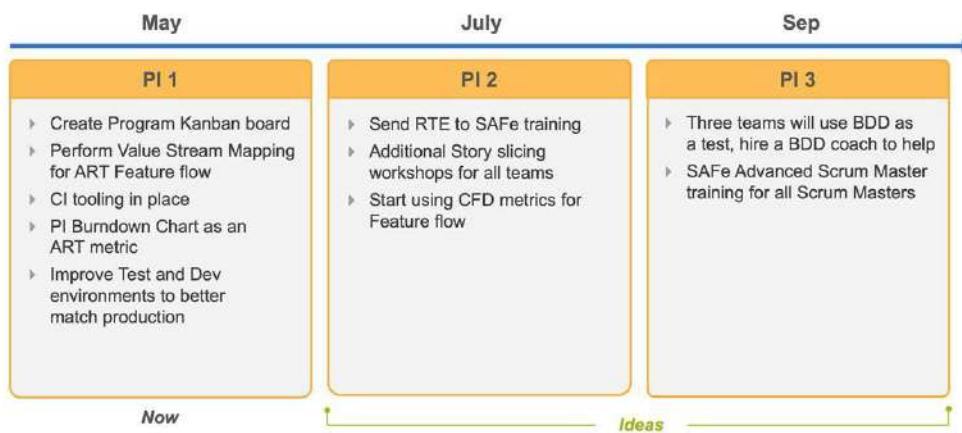 May
July
Sep
PI 1
Create Program Kanban board
Perform Value Stream Mapping
for ART Feature flow
CI tooling in place
PI Burndown Chart as an
ART metric
Improve Test and Dev
environments to better
match production
PI 2
Send RTE to SAFe training
Additional Story slicing
workshops for all teams
Start using CFD metrics for
Feature flow
PI 3
Three teams will use BDD as
a test, hire a BDD coach to help
SAFe Advanced Scrum Master
training for all Scrum Masters
Now
Ideas